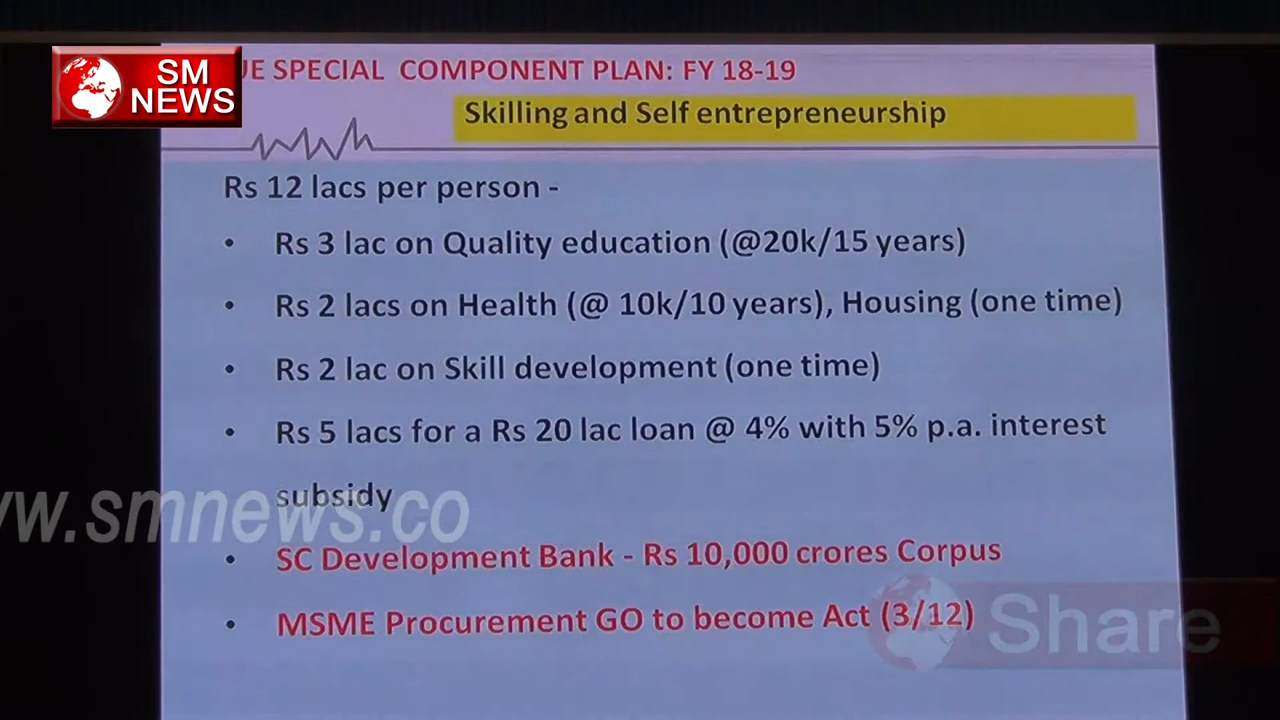 SM
NEWS
UE SPECIAL COMPONENT PLAN: FY 18-19
Skilling and Self entrepreneurship
Rs 12 lacs per person -
• Rs 3 lac on Quality education (@20k/15 years)
• Rs 2 lacs on Health (@ 10k/10 years), Housing (one time)
• Rs 2 lac on Skill development (one time)
• Rs 5 lacs for a Rs 20 lac loan @ 4% with 5% p.a. interest
subsidy
www.smnews.co
• SC Development Bank - Rs 10,000 crores Corpus
• MSME Procurement GO to become Act (3/12)
Share